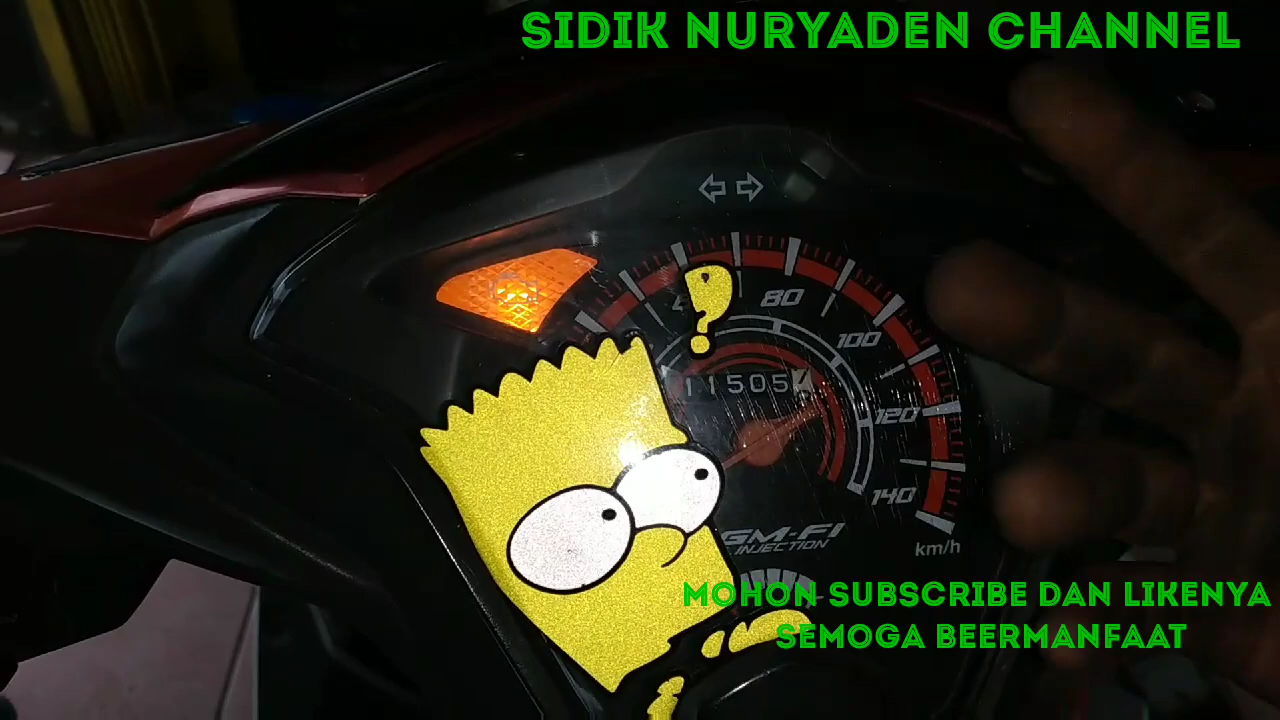 SIDIK NURYADEN CHANNEL
80
100
11505
120
140
GM-FI
INJECTION
km/h
MOHON SUBSCRIBE DAN LIKENYA
SEMOGA BEERMANFAAT